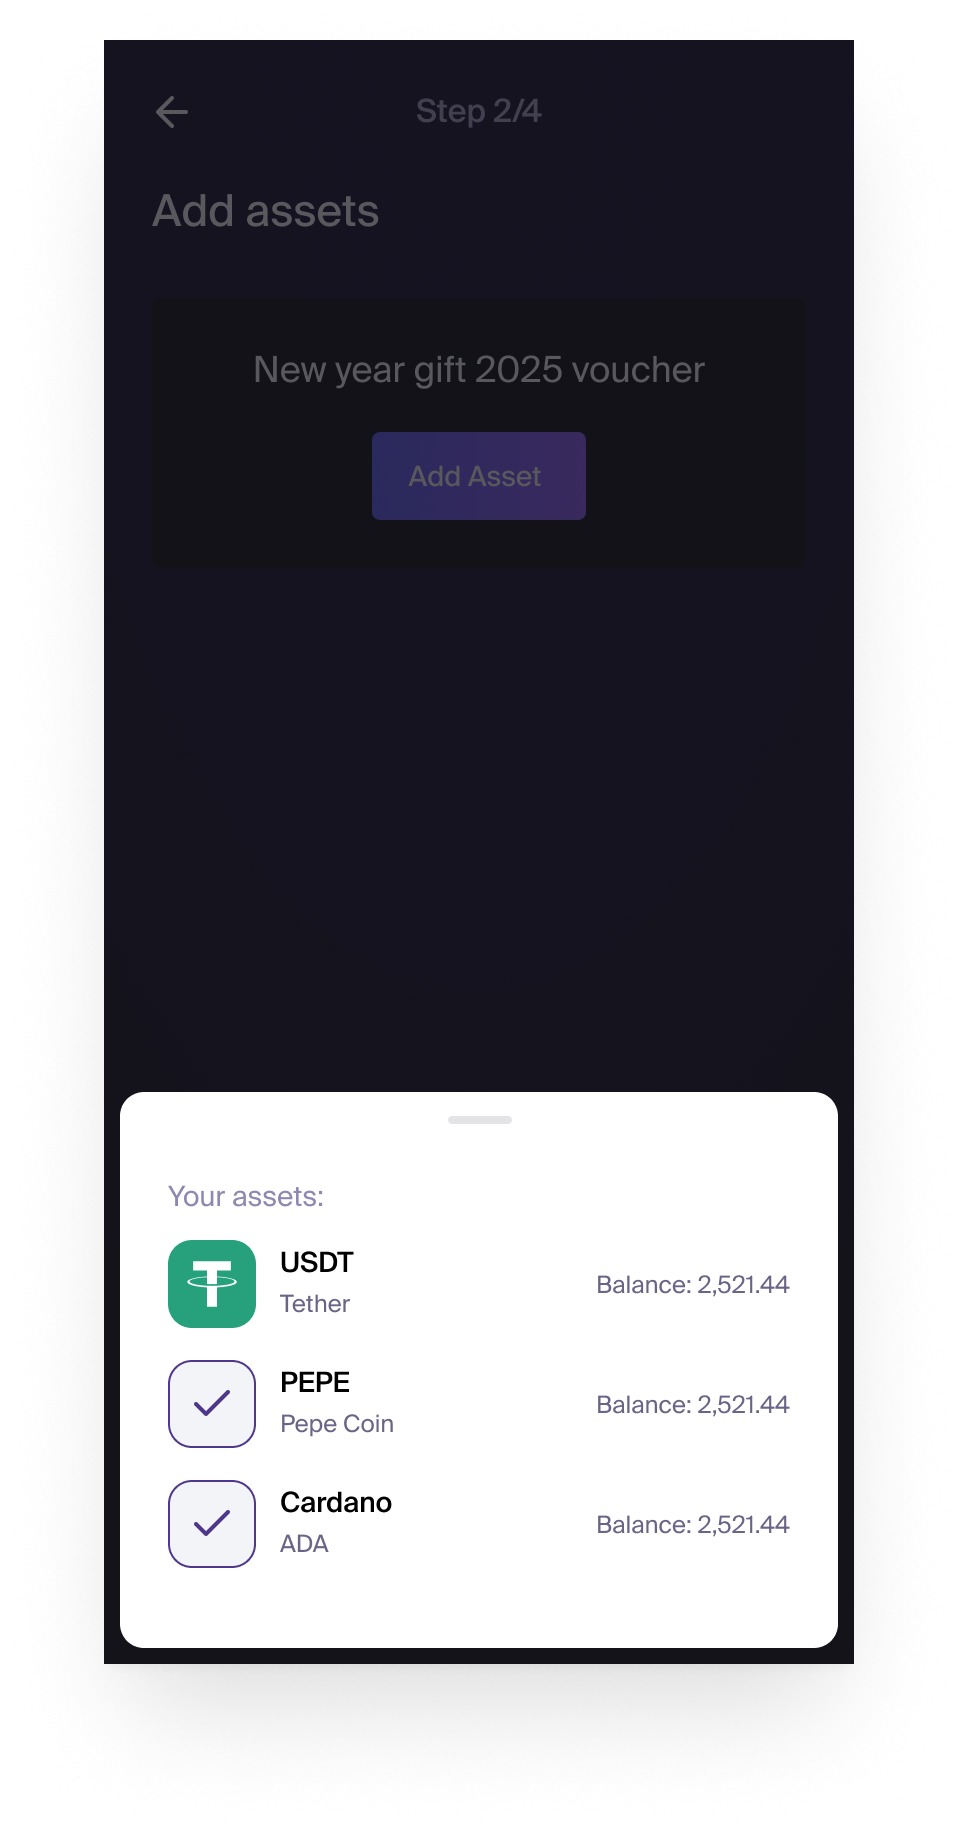 Step 2/4
Add assets
New year gift 2025 voucher
Add Asset
Your assets:
USDT
Tether
Balance: 2,521.44
PEPE
Pepe Coin
Balance: 2,521.44
Cardano
ADA
Balance: 2,521.44